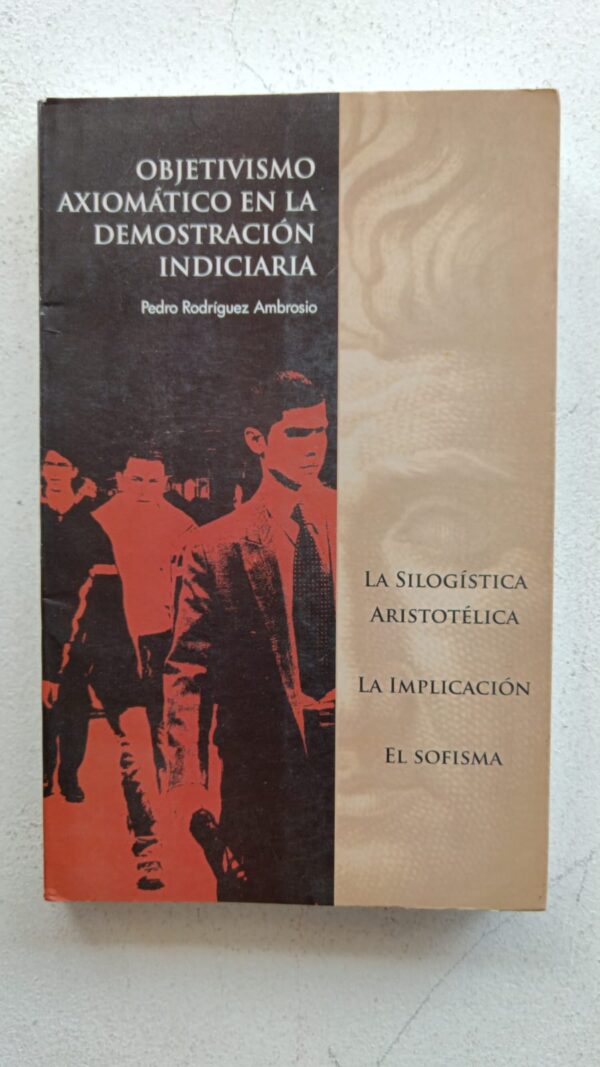 OBJETIVISMO
AXIOMÁTICO EN LA
DEMOSTRACIÓN
INDICIARIA
Pedro Rodríguez Ambrosio
LA SILOGÍSTICA
ARISTOTÉLICA
LA IMPLICACIÓN
EL SOFISMA